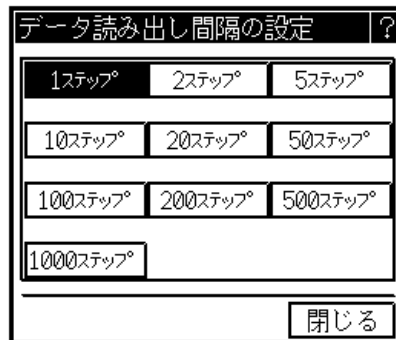 データ読み出し間隔の設定 ?
1ステップ 2ステップ 5ステップ
10ステップ 20ステップ 50ステップ
100ステップ 200ステップ 500ステップ
1000ステップ
閉じる